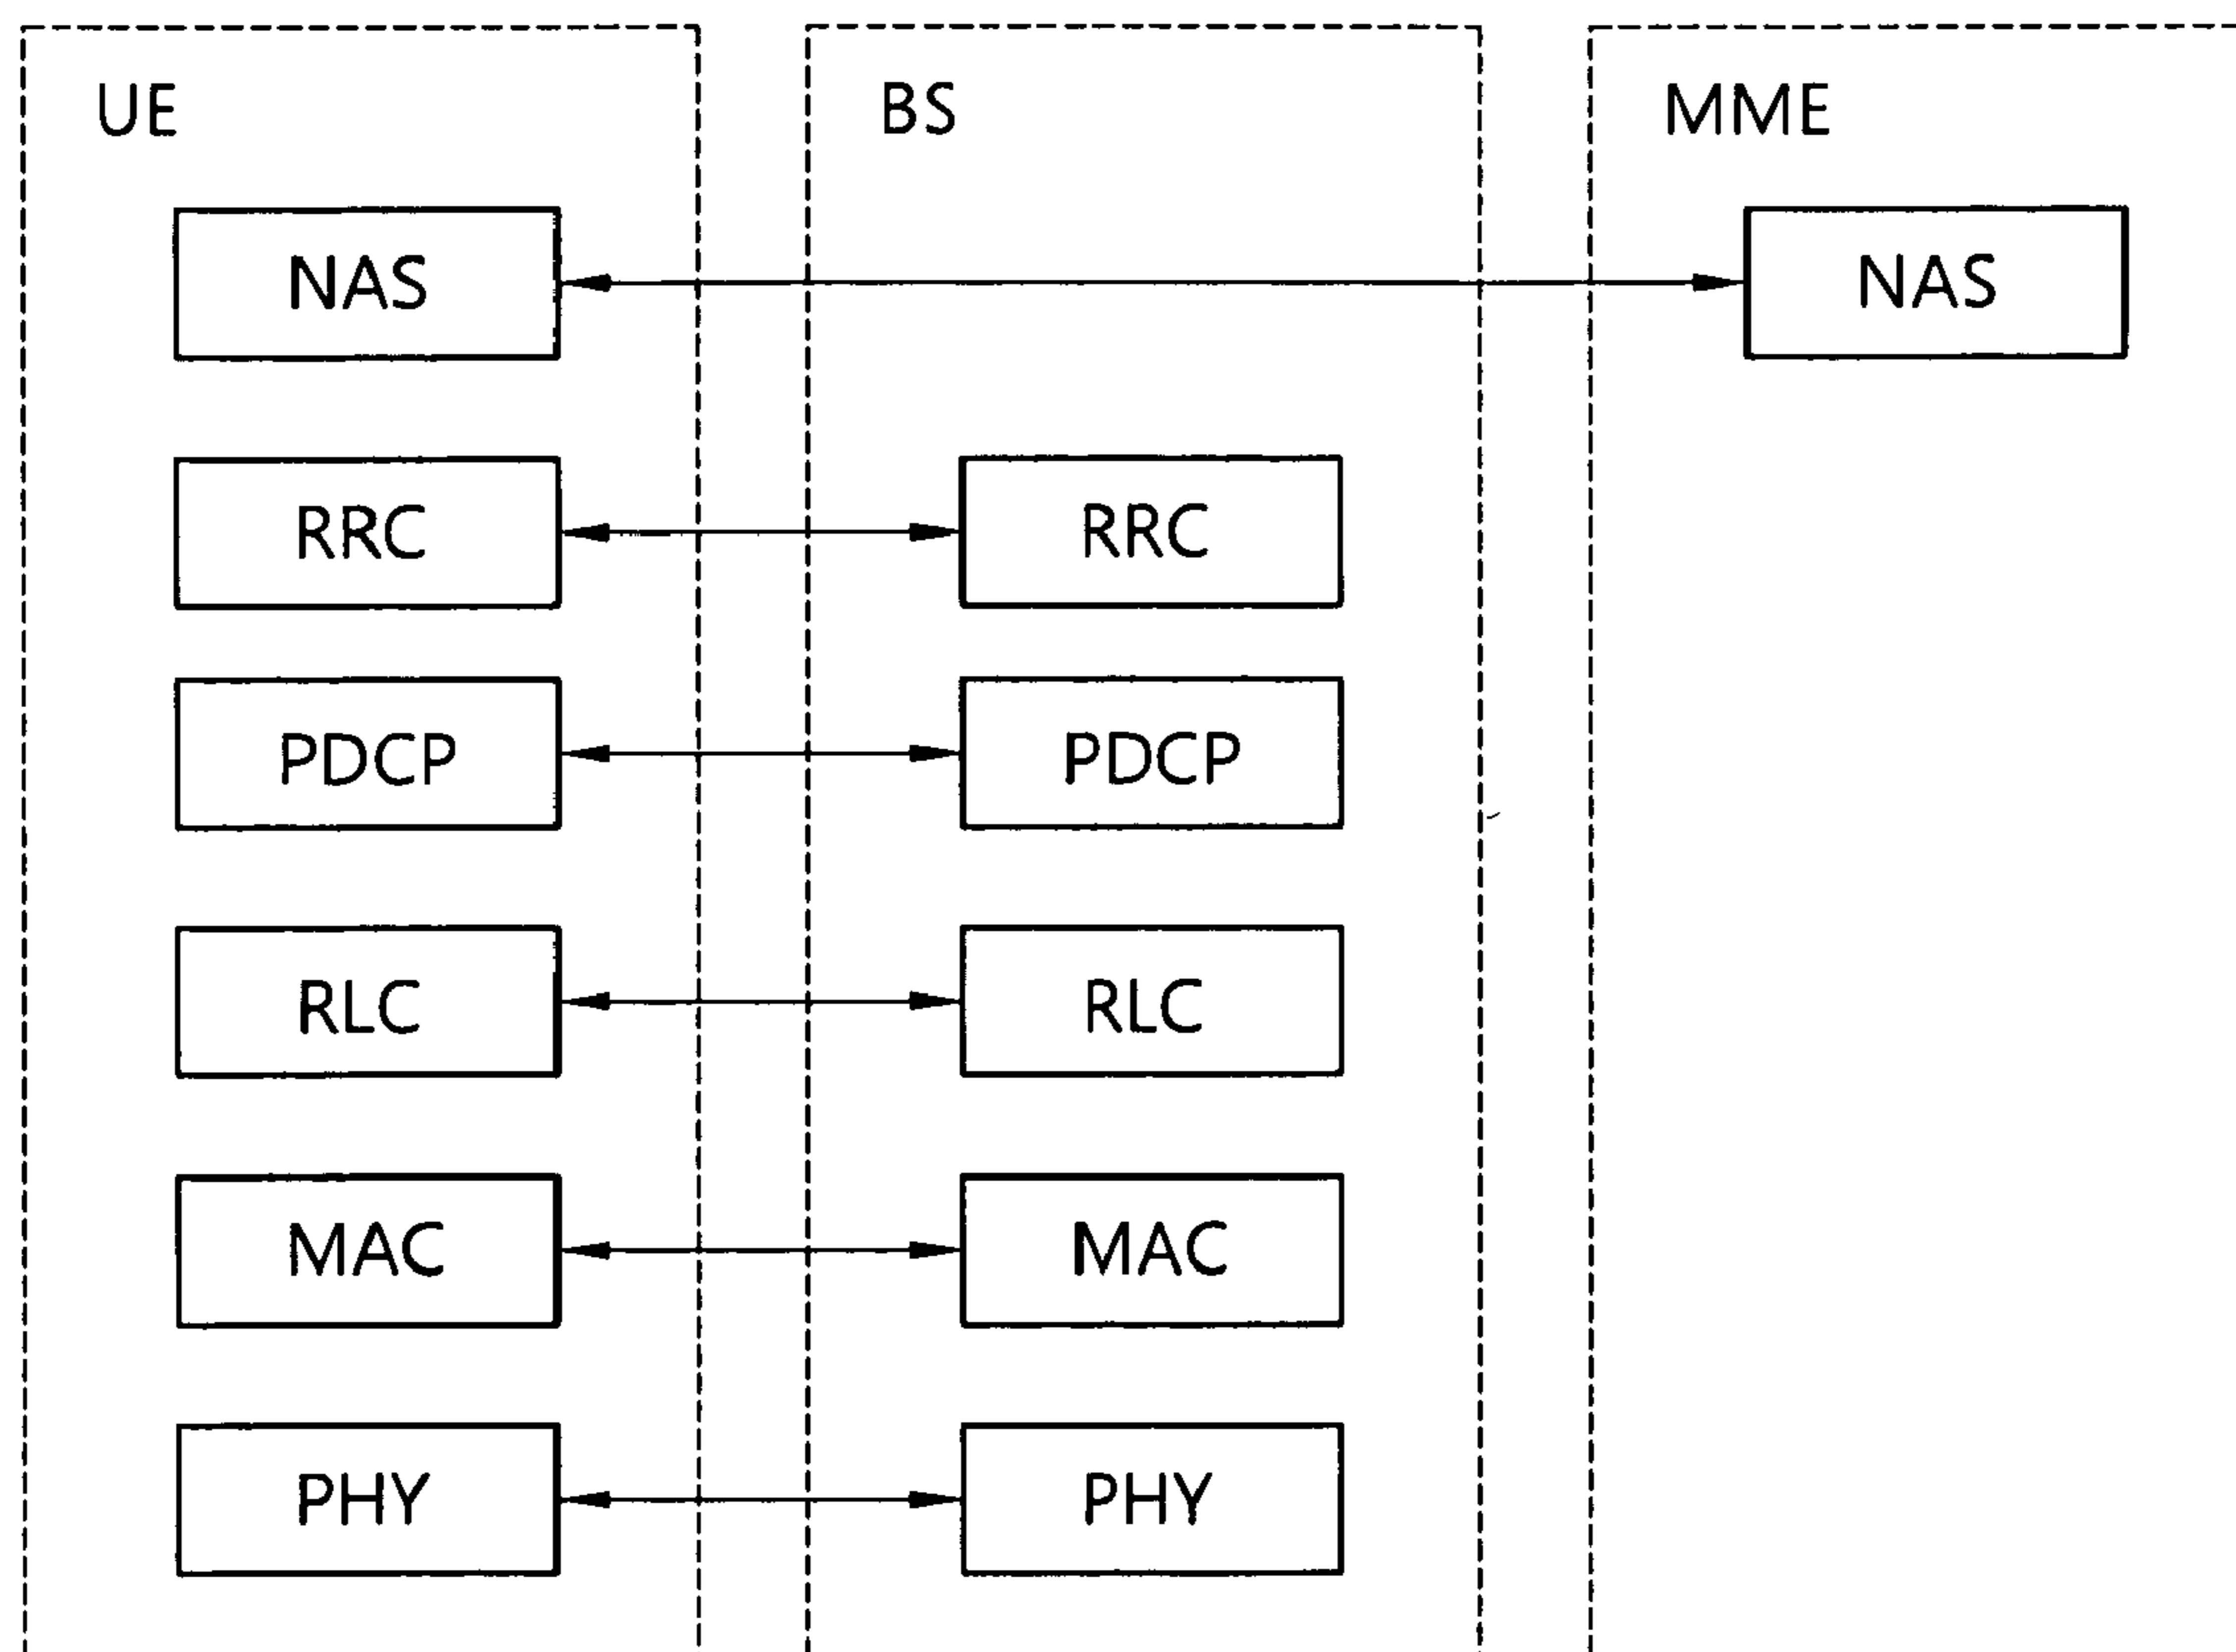 UE BS MME
NAS NAS
RRC RRC
PDCP PDCP
RLC RLC
MAC MAC
PHY PHY